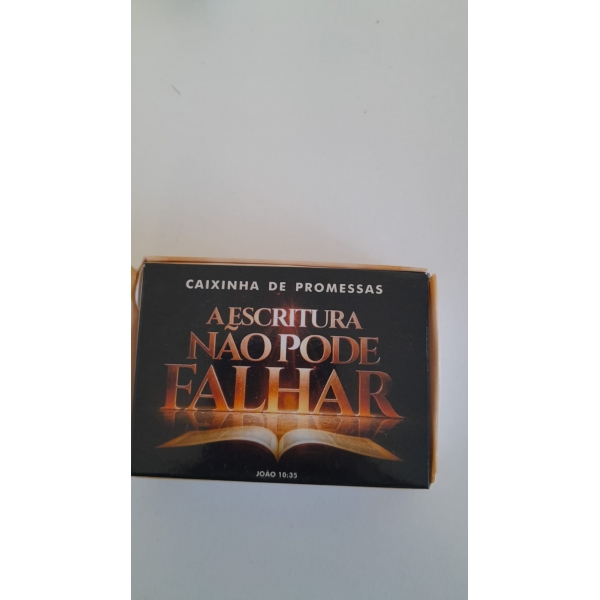 CAIXINHA DE PROMESSAS
A ESCRITURA
NÃO PODE
FALHAR
JOÃO 10:35